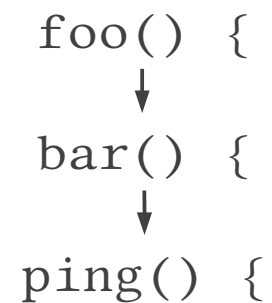 foo() {
bar() {
ping() {